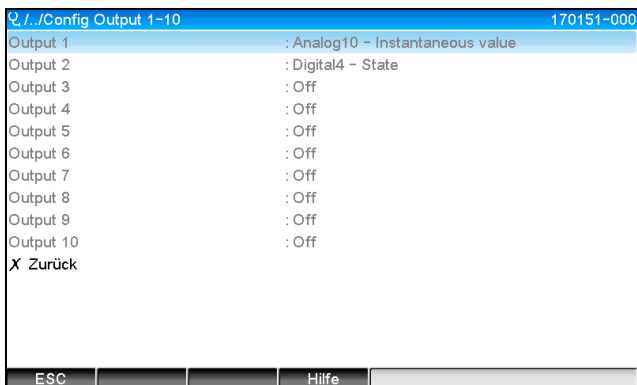 /../Config Output 1-10 170151-000
Output 1 : Analog10 - Instantaneous value
Output 2 : Digital4 - State
Output 3 : Off
Output 4 : Off
Output 5 : Off
Output 6 : Off
Output 7 : Off
Output 8 : Off
Output 9 : Off
Output 10 : Off
X Zurück
ESC Hilfe